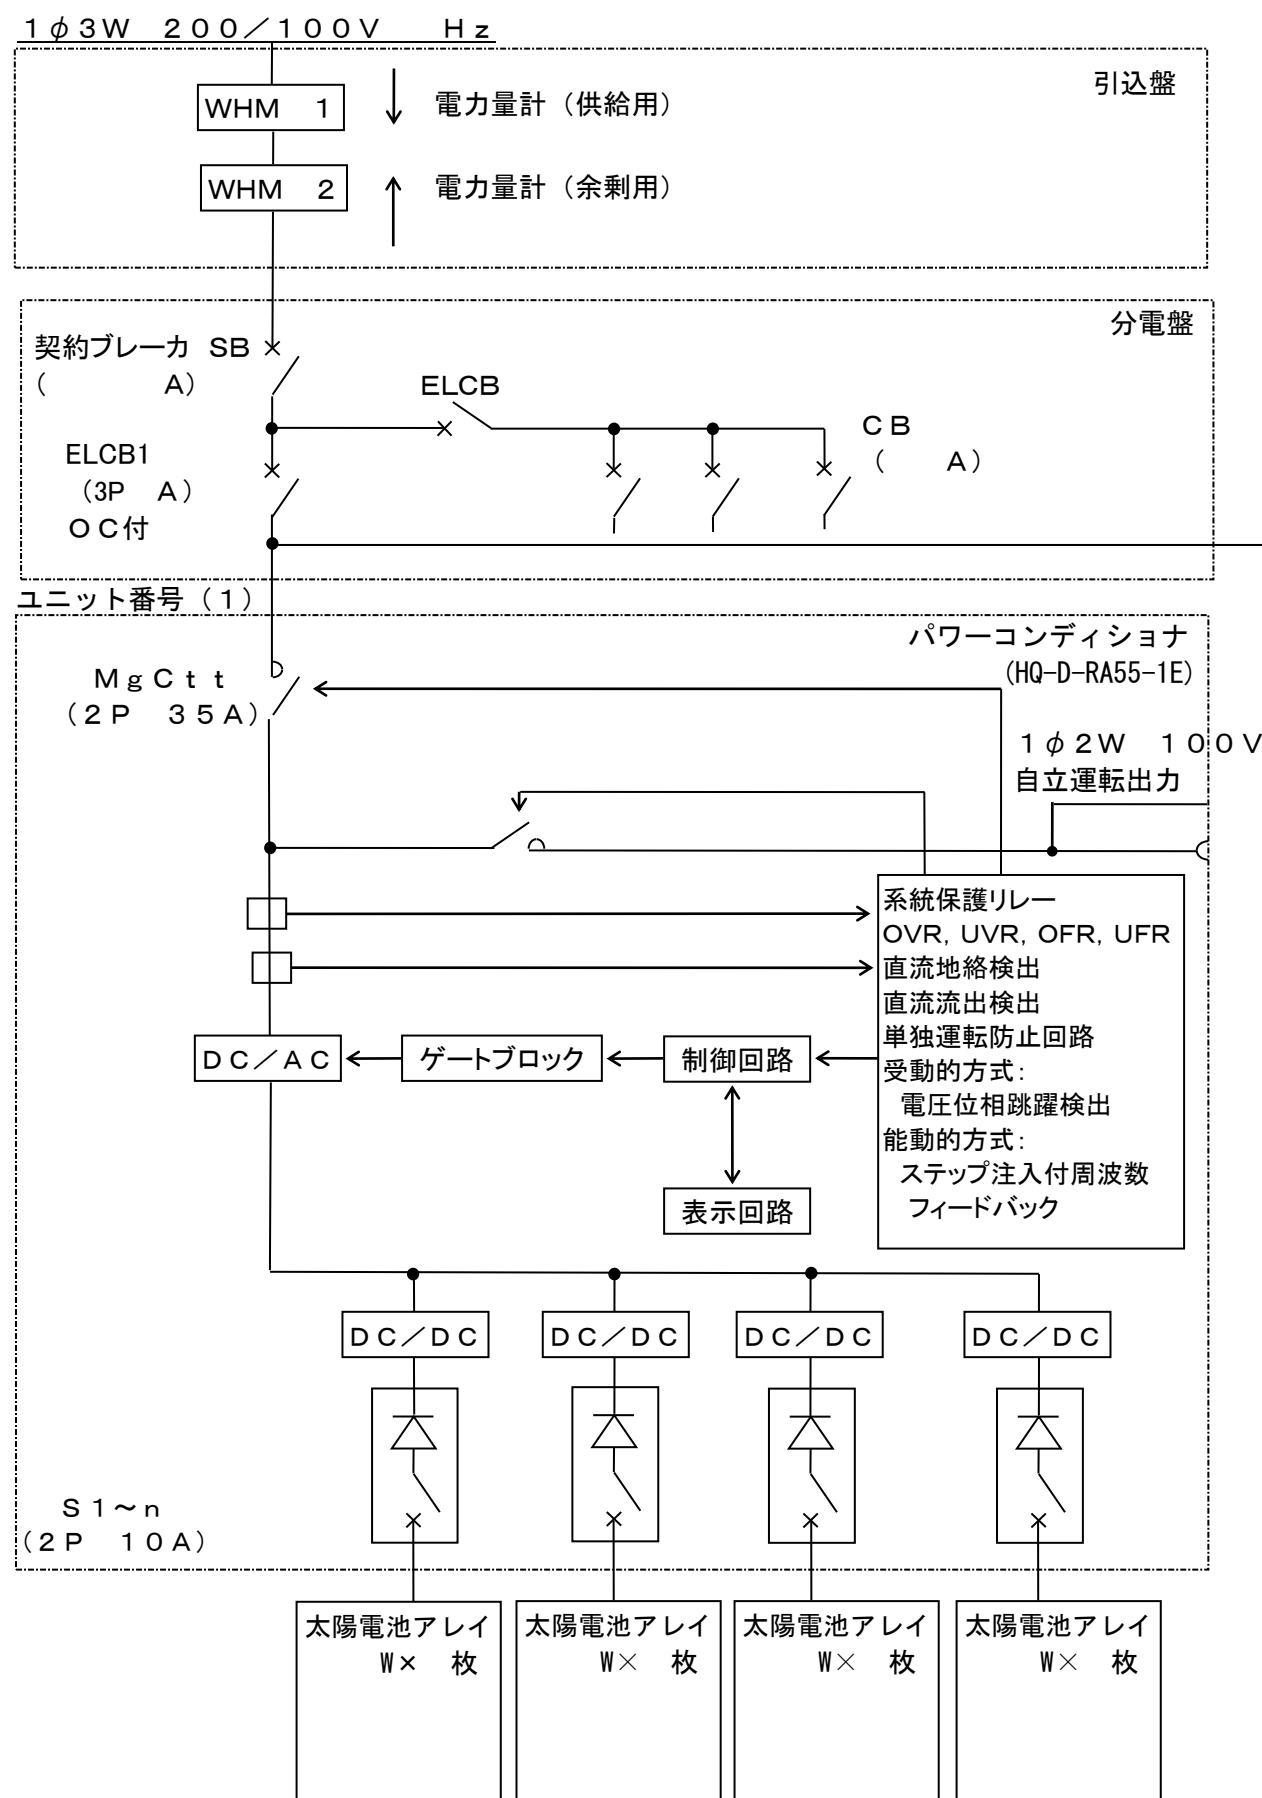 １φ３Ｗ　２００／１００Ｖ　　Ｈｚ
引込盤
WHM　1
電力量計（供給用）
WHM　2
電力量計（余剰用）
分電盤
契約ブレーカ　SB
（　　　　Ａ）
ELCB
ＣＢ
（　　Ａ）
ELCB1
（3P　Ａ）
ＯＣ付
ユニット番号（１）
パワーコンディショナ
(HQ-D-RA55-1E)
ＭｇＣｔｔ
（２Ｐ　３５Ａ）
１φ２Ｗ　１００Ｖ
自立運転出力
系統保護リレー
OVR, UVR, OFR, UFR
直流地絡検出
直流流出検出
単独運転防止回路
受動的方式：
電圧位相跳躍検出
能動的方式：
ステップ注入付周波数
フィードバック
ＤＣ／ＡＣ
ゲートブロック
制御回路
表示回路
ＤＣ／ＤＣ
ＤＣ／ＤＣ
ＤＣ／ＤＣ
ＤＣ／ＤＣ
Ｓ１～ｎ
（２Ｐ　１０Ａ）
太陽電池アレイ
W×　枚
太陽電池アレイ
W×　枚
太陽電池アレイ
W×　枚
太陽電池アレイ
W×　枚